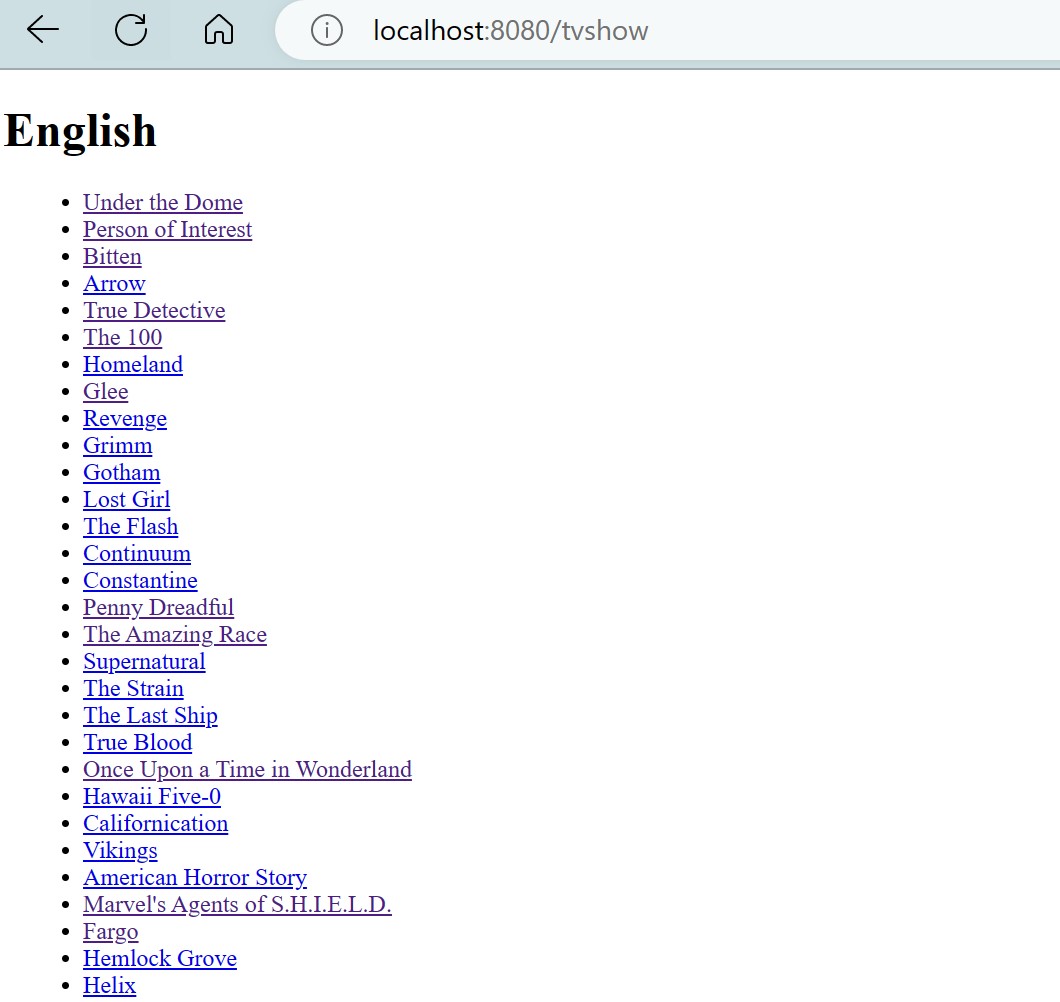 localhost:8080/tvshow
English
Under the Dome
Person of Interest
Bitten
Arrow
True Detective
The 100
Homeland
Glee
Revenge
Grimm
Gotham
Lost Girl
The Flash
Continuum
Constantine
Penny Dreadful
The Amazing Race
Supernatural
The Strain
The Last Ship
True Blood
Once Upon a Time in Wonderland
Hawaii Five-0
Californication
Vikings
American Horror Story
Marvel's Agents of S.H.I.E.L.D.
Fargo
Hemlock Grove
Helix